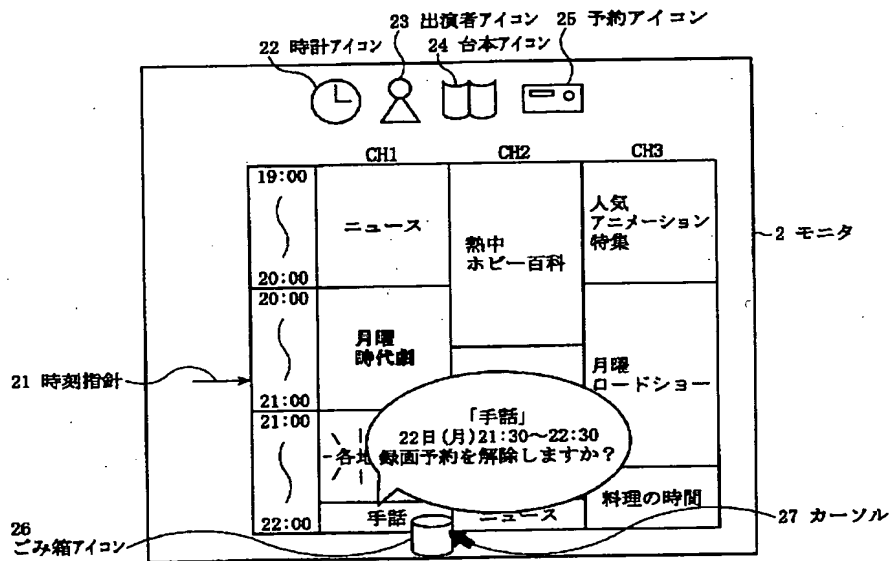 23 出演者アイコン
25 予約アイコン
22 時計アイコン
24 台本アイコン
CH1
CH2
CH3
19:00
20:00
20:00
21:00
21:00
22:00
ニュース
熱中
ホビー百科
人気
アニメーション
特集
2 モニタ
月曜
時代劇
月曜
ロードショー
21 時刻指針
「手話」
22日(月)21:30〜22:30
録画予約を解除しますか？
各地
手話
ニュース
料理の時間
26
ごみ箱アイコン
27 カーソル